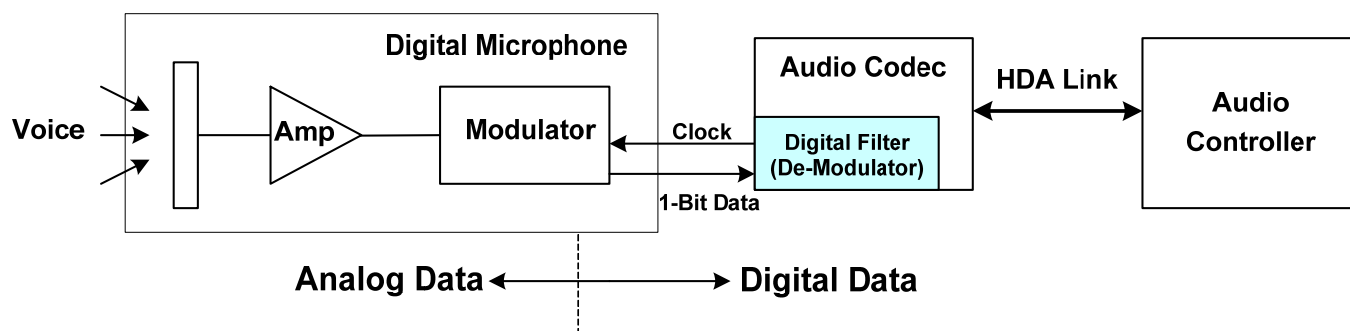 Digital Microphone
Voice
Amp
Modulator
Clock
1-Bit Data
Audio Codec
Digital Filter
(De-Modulator)
HDA Link
Audio
Controller
Analog Data
Digital Data